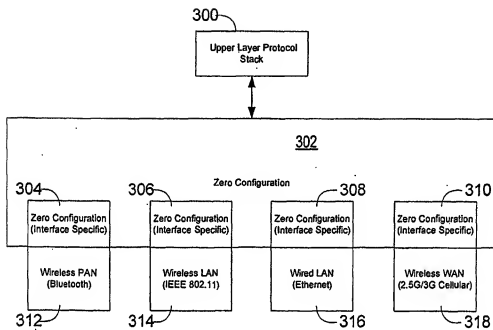 300
Upper Layer Protocol
Stack
302
Zero Configuration
304
306
308
310
Zero Configuration
(Interface Specific)
Zero Configuration
(Interface Specific)
Zero Configuration
(Interface Specific)
Zero Configuration
(Interface Specific)
Wireless PAN
(Bluetooth)
Wireless LAN
(IEEE 802.11)
Wired LAN
(Ethernet)
Wireless WAN
(2.5G/3G Cellular)
312
314
316
318